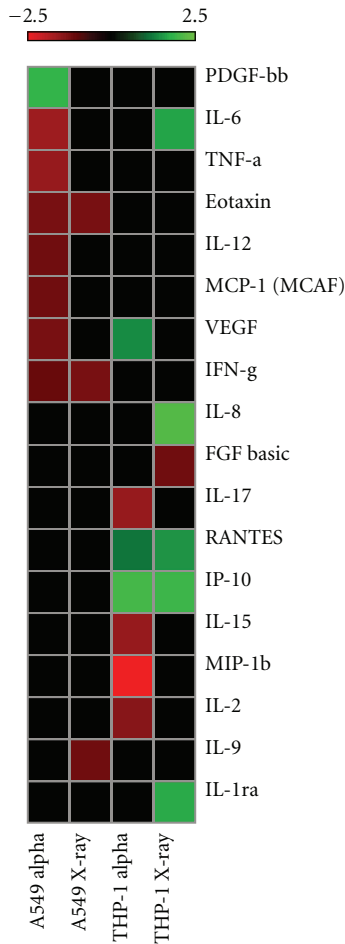 −2.5 2.5
PDGF-bb
IL-6
TNF-a
Eotaxin
IL-12
MCP-1 (MCAF)
VEGF
IFN-g
IL-8
FGF basic
IL-17
RANTES
IP-10
IL-15
MIP-1b
IL-2
IL-9
IL-1ra
A549 alpha
A549 X-ray
THP-1 alpha
THP-1 X-ray